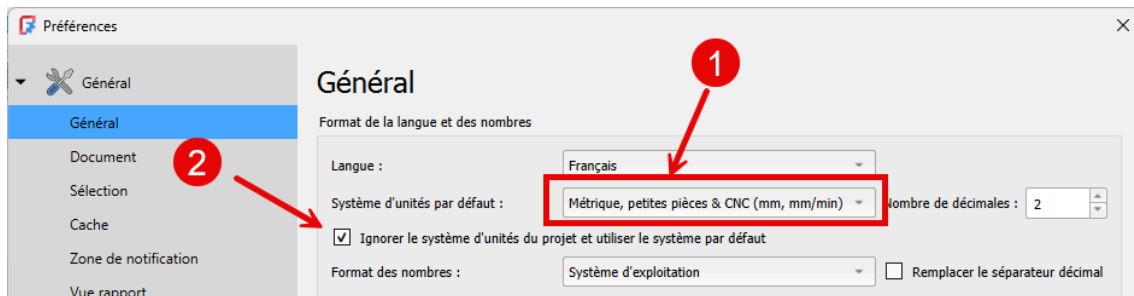 Préférences
Général
Général
Document
Sélection
Cache
Zone de notification
Vue rapport
Général
Format de la langue et des nombres
Langue : Français
Système d'unités par défaut : Métrique, petites pièces & CNC (mm, mm/min) Nombre de décimales : 2
Ignorer le système d'unités du projet et utiliser le système par défaut
Format des nombres : Système d'exploitation Remplacer le séparateur décimal
1
2